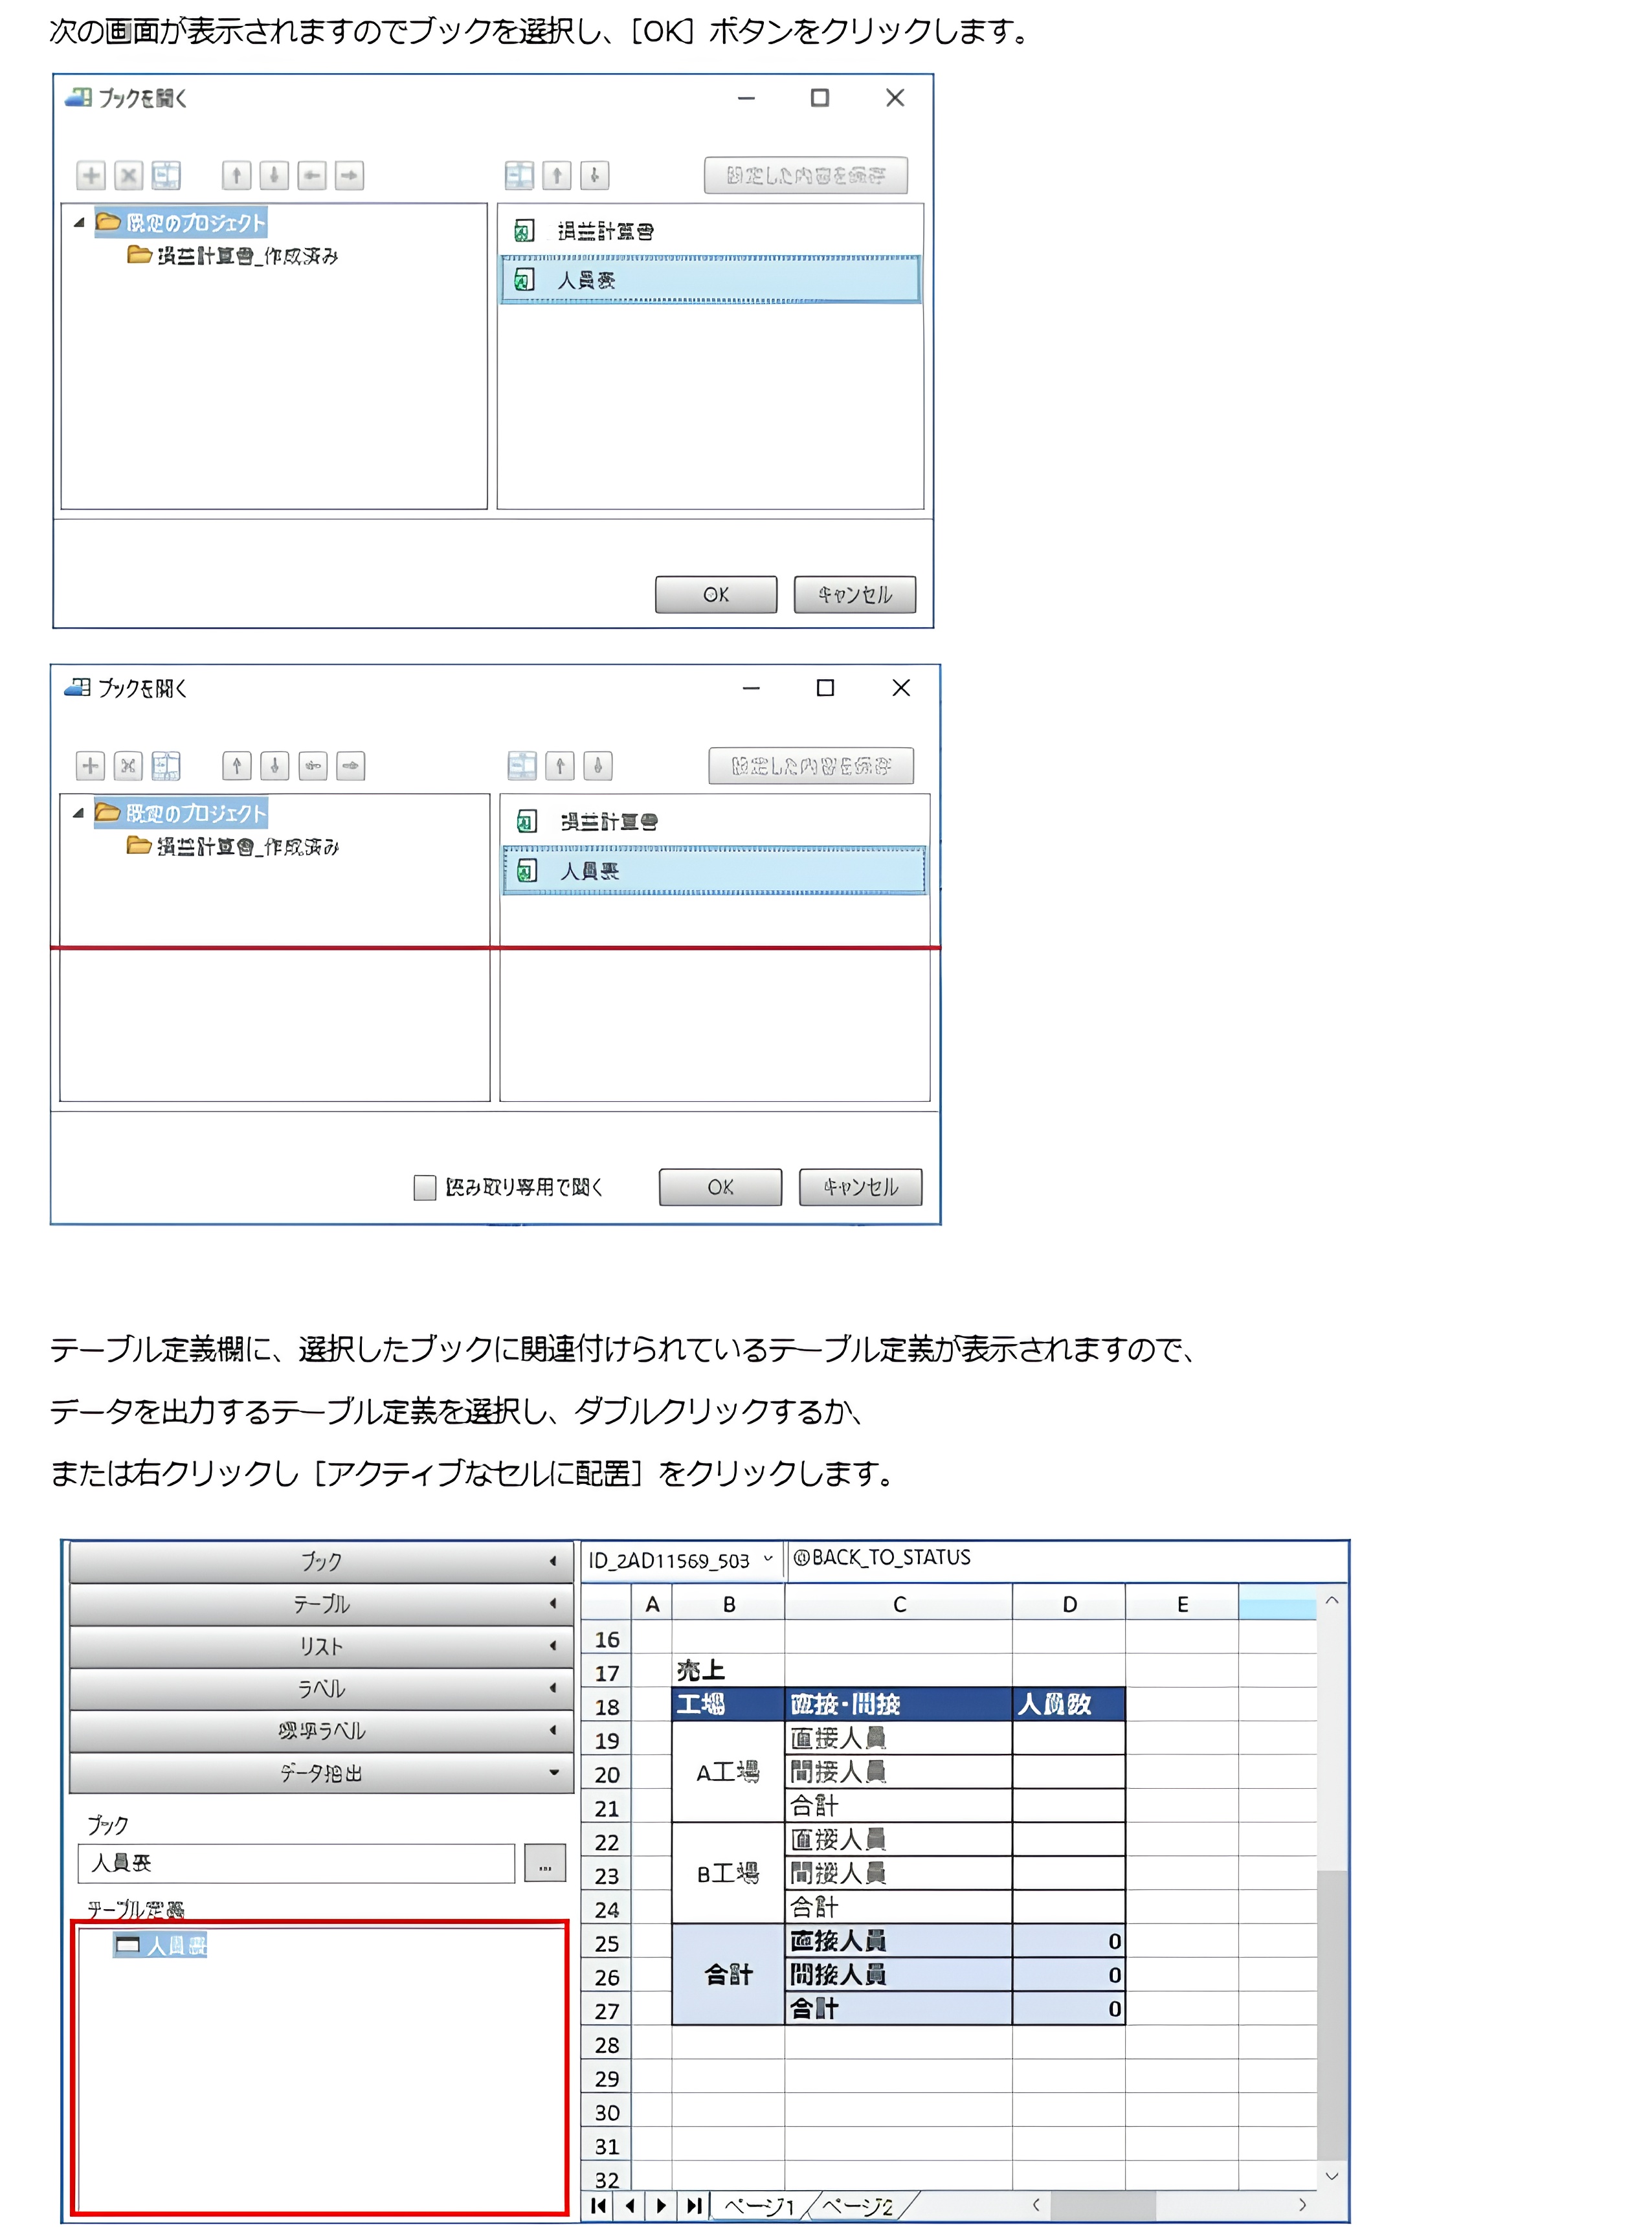 次の画面が表示されますのでブックを選択し、[OK] ボタンをクリックします。
ブックを開く
設定した内容を保存
既定のプロジェクト
損益計算書_作成済み
損益計算書
人員表
OK
キャンセル
ブックを開く
設定した内容を保存
既定のプロジェクト
損益計算書_作成済み
損益計算書
人員表
読み取り専用で開く
OK
キャンセル
テーブル定義欄に、選択したブックに関連付けられているテーブル定義が表示されますので、
データを出力するテーブル定義を選択し、ダブルクリックするか、
または右クリックし [アクティブなセルに配置] をクリックします。
ブック
テーブル
リスト
ラベル
標準ラベル
データ抽出
ブック
人員表
...
テーブル定義
人員表
ID_2AD11569_503
@BACK_TO_STATUS
A B C D E
16
17 売上
18 工場 直接・間接 人員数
19 直接人員
20 A工場 間接人員
21 合計
22 直接人員
23 B工場 間接人員
24 合計
25 直接人員 0
26 合計 間接人員 0
27 合計 0
28
29
30
31
32
ページ1 ページ2